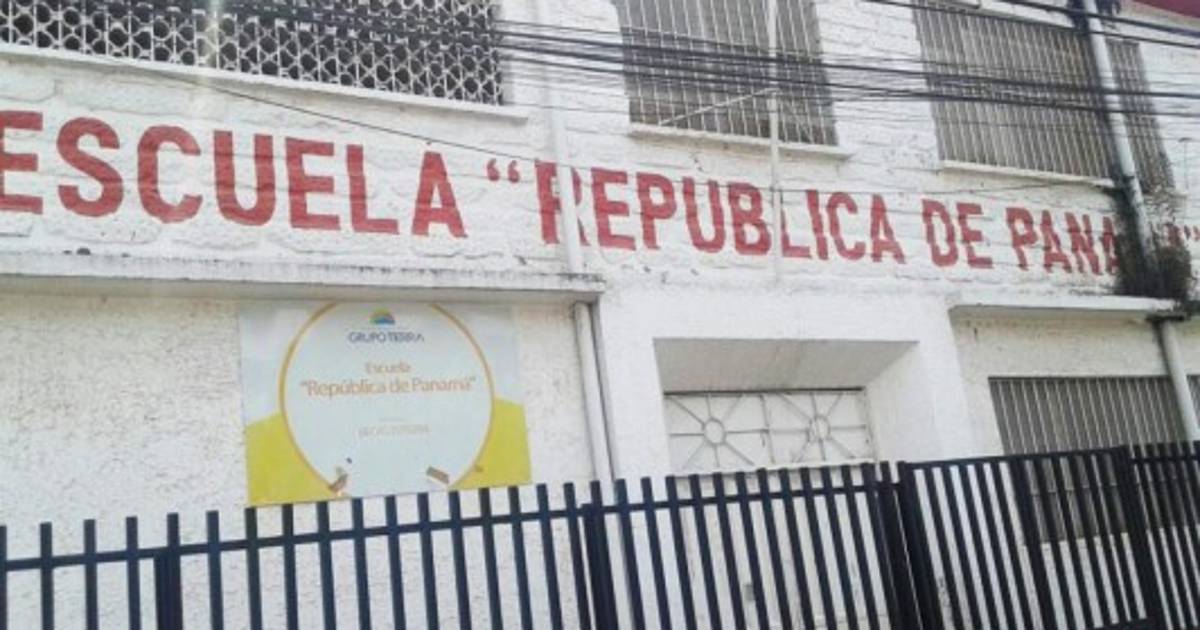 ESCUELA “REPUBLICA DE PANAMA”
GRUPO TERRA
Escuela
“República de Panamá”